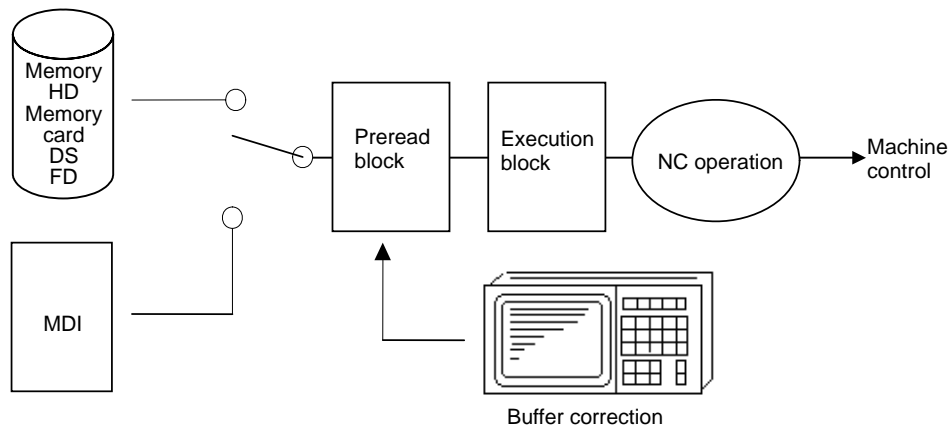 Memory
HD
Memory
card
DS
FD
Preread
block
Execution
block
NC operation
Machine
control
MDI
Buffer correction